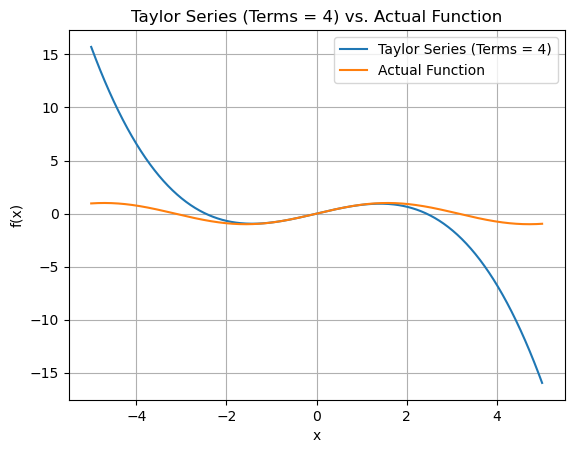 Taylor Series (Terms = 4) vs. Actual Function
Taylor Series (Terms = 4)
Actual Function
15
10
5
0
−5
−10
−15
f(x)
−4
−2
0
2
4
x